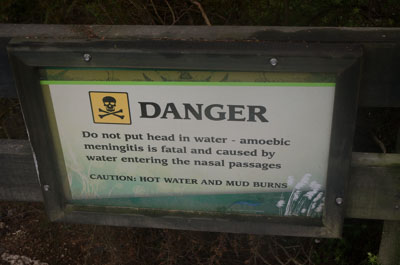 DANGER
Do not put head in water - amoebic
meningitis is fatal and caused by
water entering the nasal passages
CAUTION: HOT WATER AND MUD BURNS